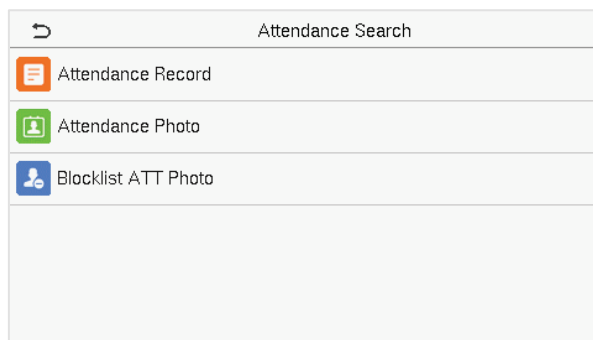 Attendance Search
Attendance Record
Attendance Photo
Blocklist ATT Photo